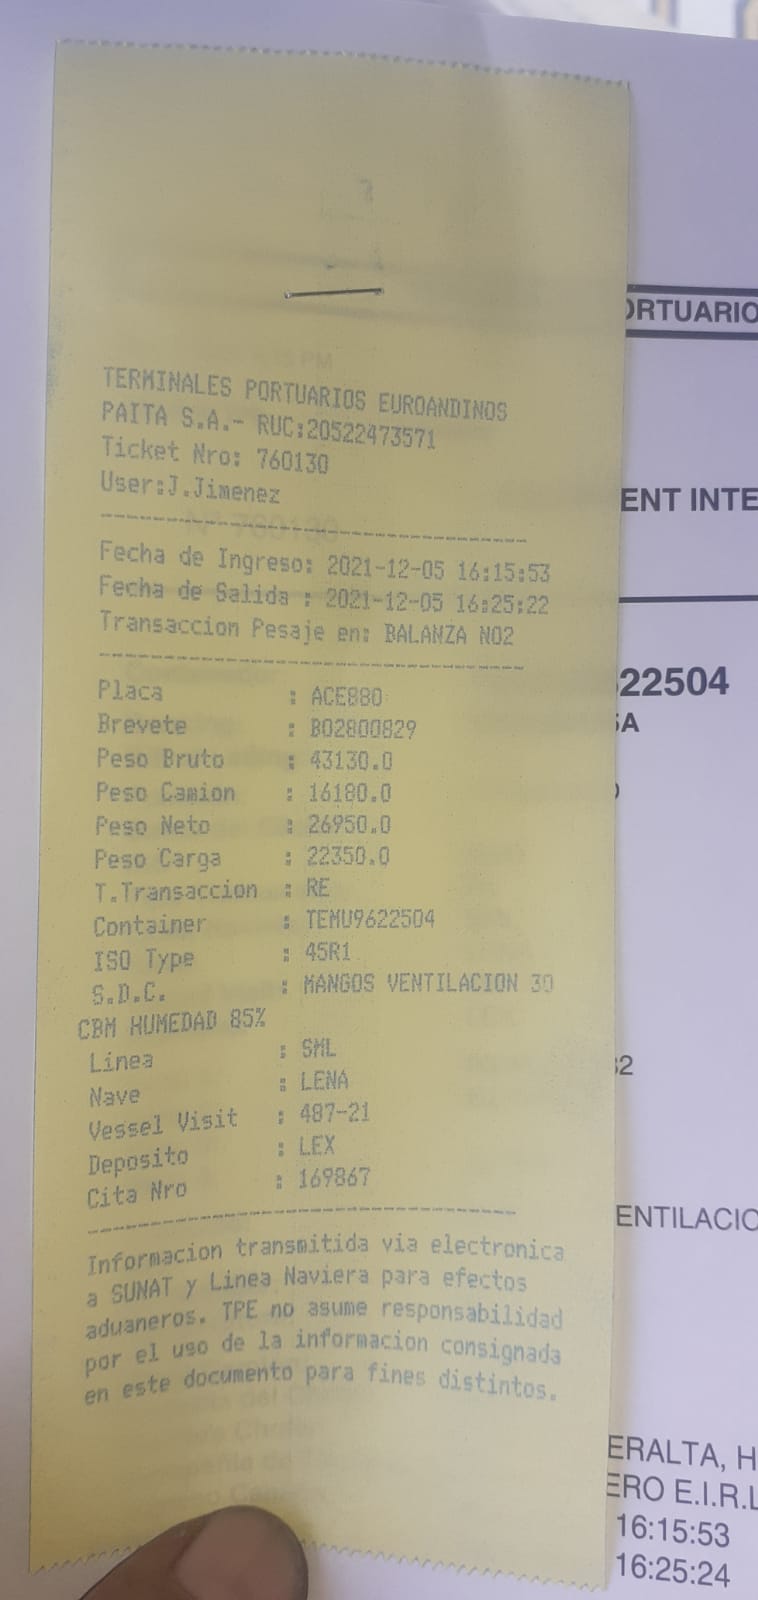 TERMINALES PORTUARIOS EUROANDINOS
PAITA S.A.- RUC:20522473571
Ticket Nro: 760130
User:J.Jimenez
Fecha de Ingreso: 2021-12-05 16:15:53
Fecha de Salida : 2021-12-05 16:25:22
Transaccion Pesaje en: BALANZA NO2
Placa : ACE880
Brevete : B02800829
Peso Bruto : 43130.0
Peso Camion : 16180.0
Peso Neto : 26950.0
Peso Carga : 22350.0
T.Transaccion : RE
Container : TEMU9622504
ISO Type : 45R1
S.D.C. : MANGOS VENTILACION 30
CBM HUMEDAD 85%
Linea : SML
Nave : LENA
Vessel Visit : 487-21
Deposito : LEX
Cita Nro : 169867
Informacion transmitida via electronica
a SUNAT y Linea Naviera para efectos
aduaneros. TPE no asume responsabilidad
por el uso de la informacion consignada
en este documento para fines distintos.
ORTUARIO
ENT INTE
22504
SA
32
ENTILACIO
ERALTA, H
ERO E.I.R.L
16:15:53
16:25:24